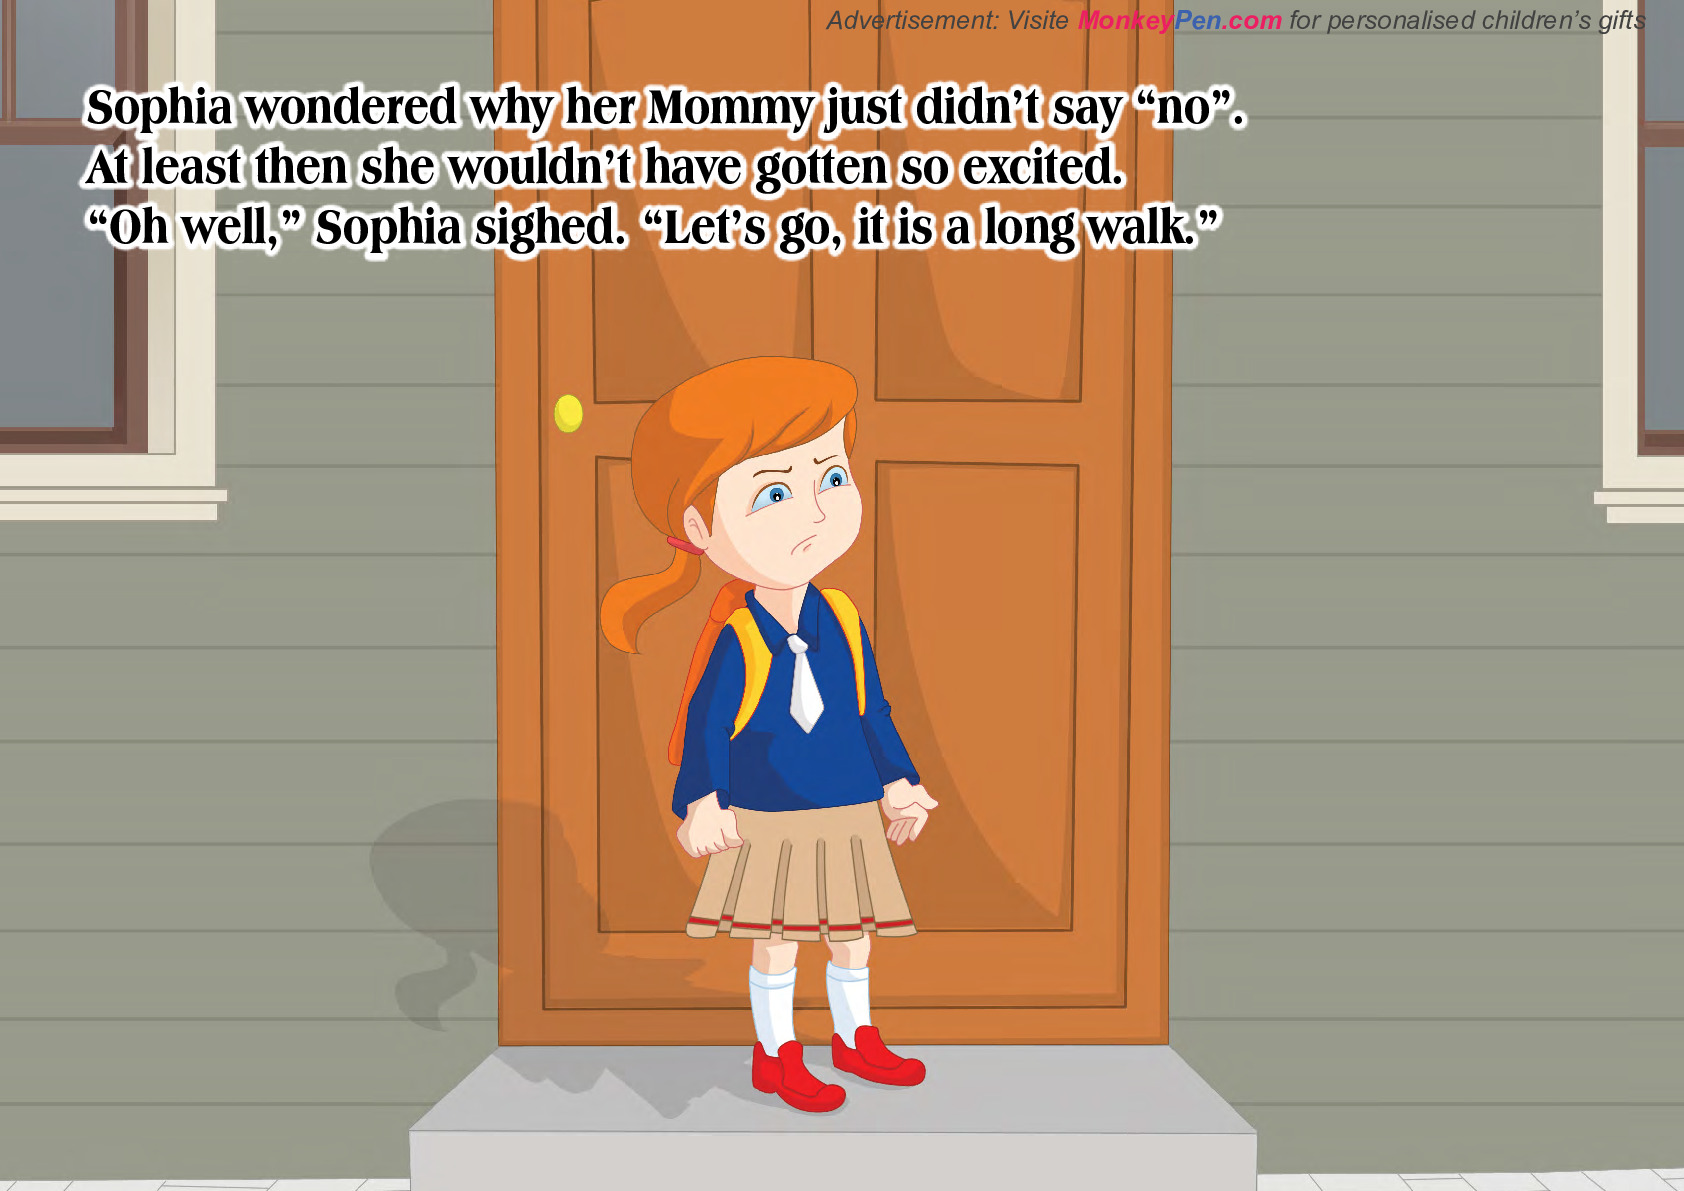 Advertisement: Visite MonkeyPen.com for personalised children's gifts
Sophia wondered why her Mommy just didn't say “no”.
At least then she wouldn't have gotten so excited.
“Oh well,” Sophia sighed. “Let's go, it is a long walk.”